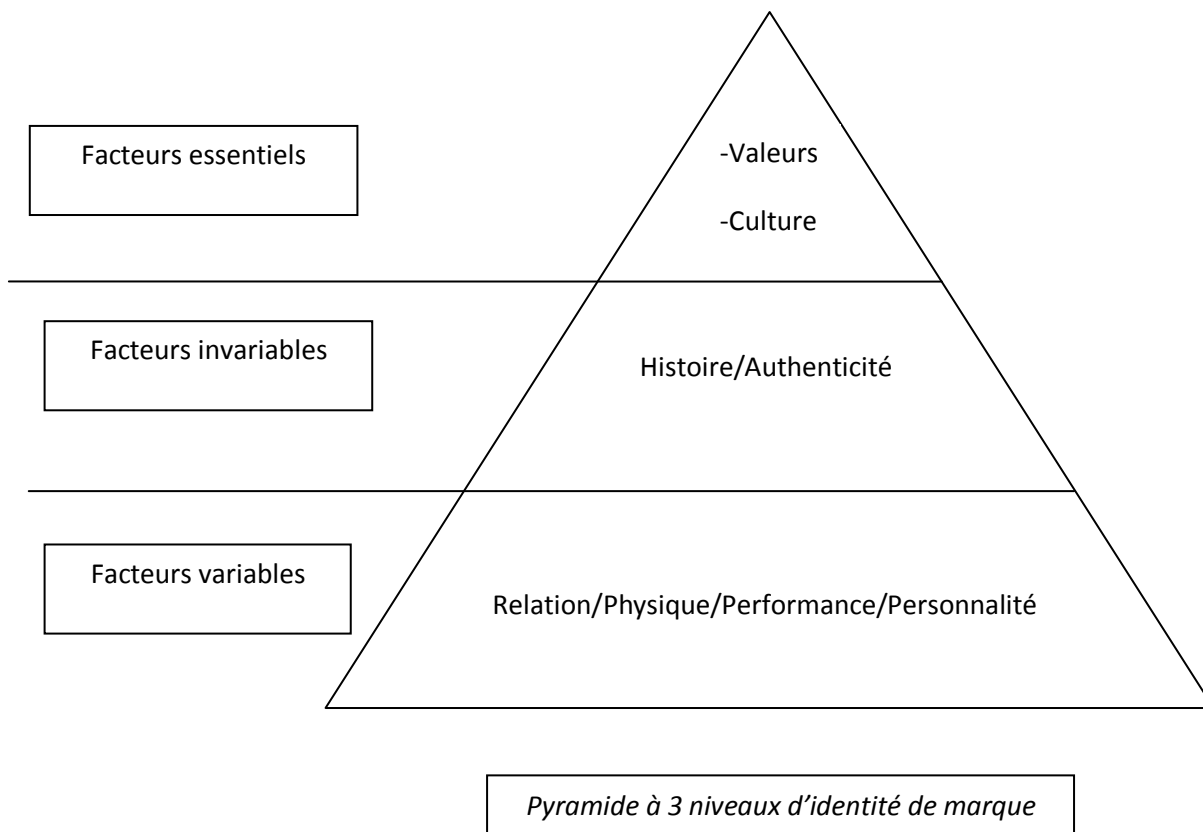 Facteurs essentiels
-Valeurs
-Culture
Facteurs invariables
Histoire/Authenticité
Facteurs variables
Relation/Physique/Performance/Personnalité
Pyramide à 3 niveaux d’identité de marque